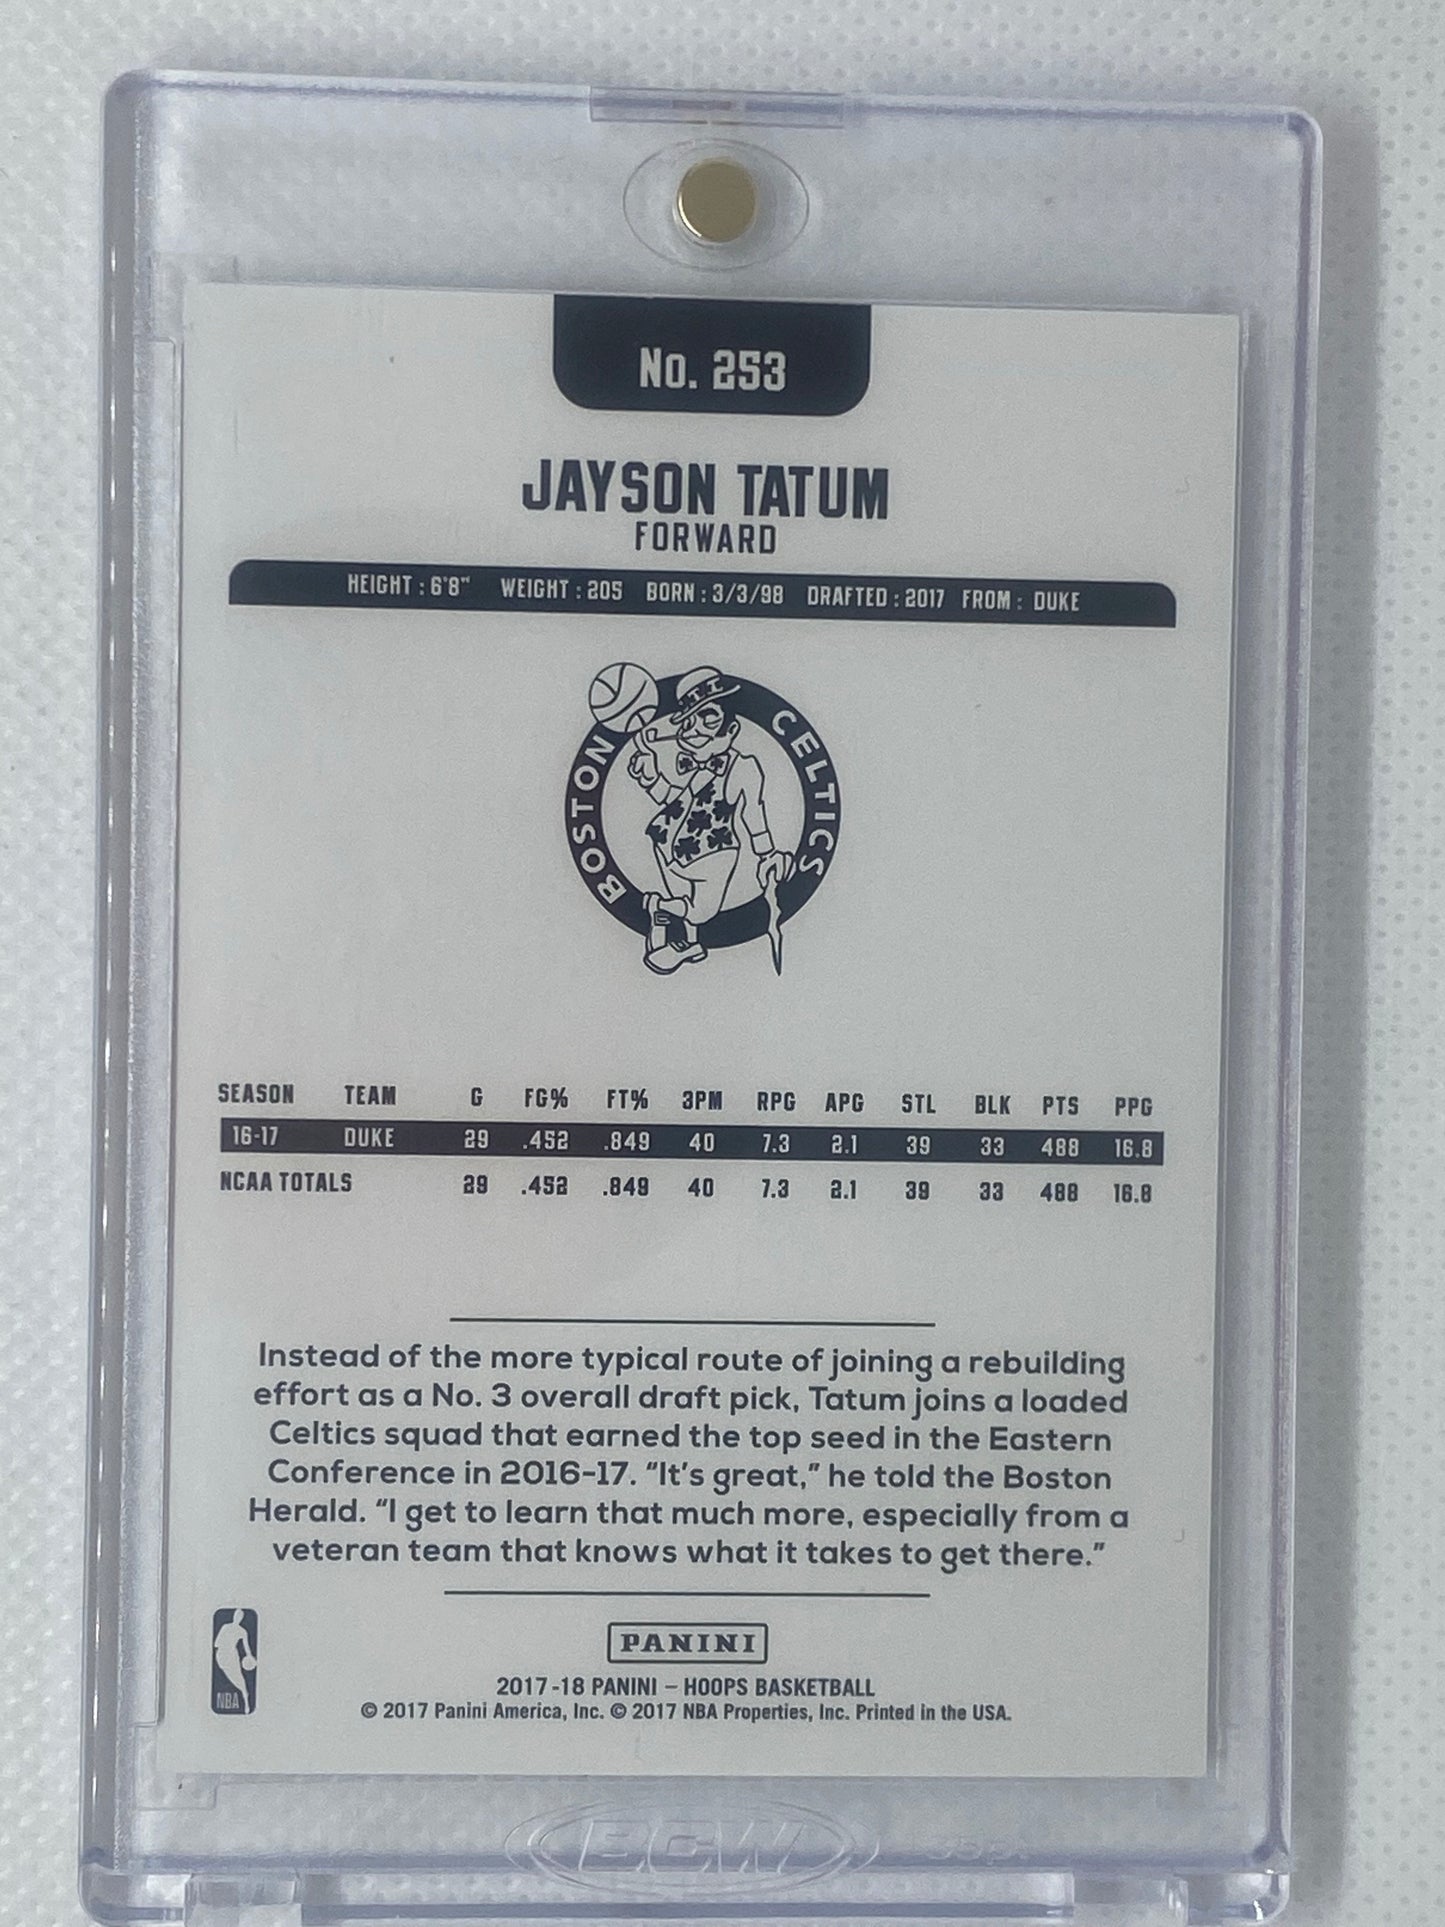 No. 253
JAYSON TATUM
FORWARD
HEIGHT : 6'8" WEIGHT : 205 BORN : 3/3/98 DRAFTED : 2017 FROM : DUKE
BOSTON CELTICS
SEASON TEAM G FG% FT% 3PM RPG APG STL BLK PTS PPG
16-17 DUKE 29 .452 .849 40 7.3 2.1 39 33 488 16.8
NCAA TOTALS 29 .452 .849 40 7.3 2.1 39 33 488 16.8
Instead of the more typical route of joining a rebuilding
effort as a No. 3 overall draft pick, Tatum joins a loaded
Celtics squad that earned the top seed in the Eastern
Conference in 2016-17. “It's great,” he told the Boston
Herald. “I get to learn that much more, especially from a
veteran team that knows what it takes to get there.”
NBA
PANINI
2017-18 PANINI – HOOPS BASKETBALL
© 2017 Panini America, Inc. © 2017 NBA Properties, Inc. Printed in the USA.
BCW